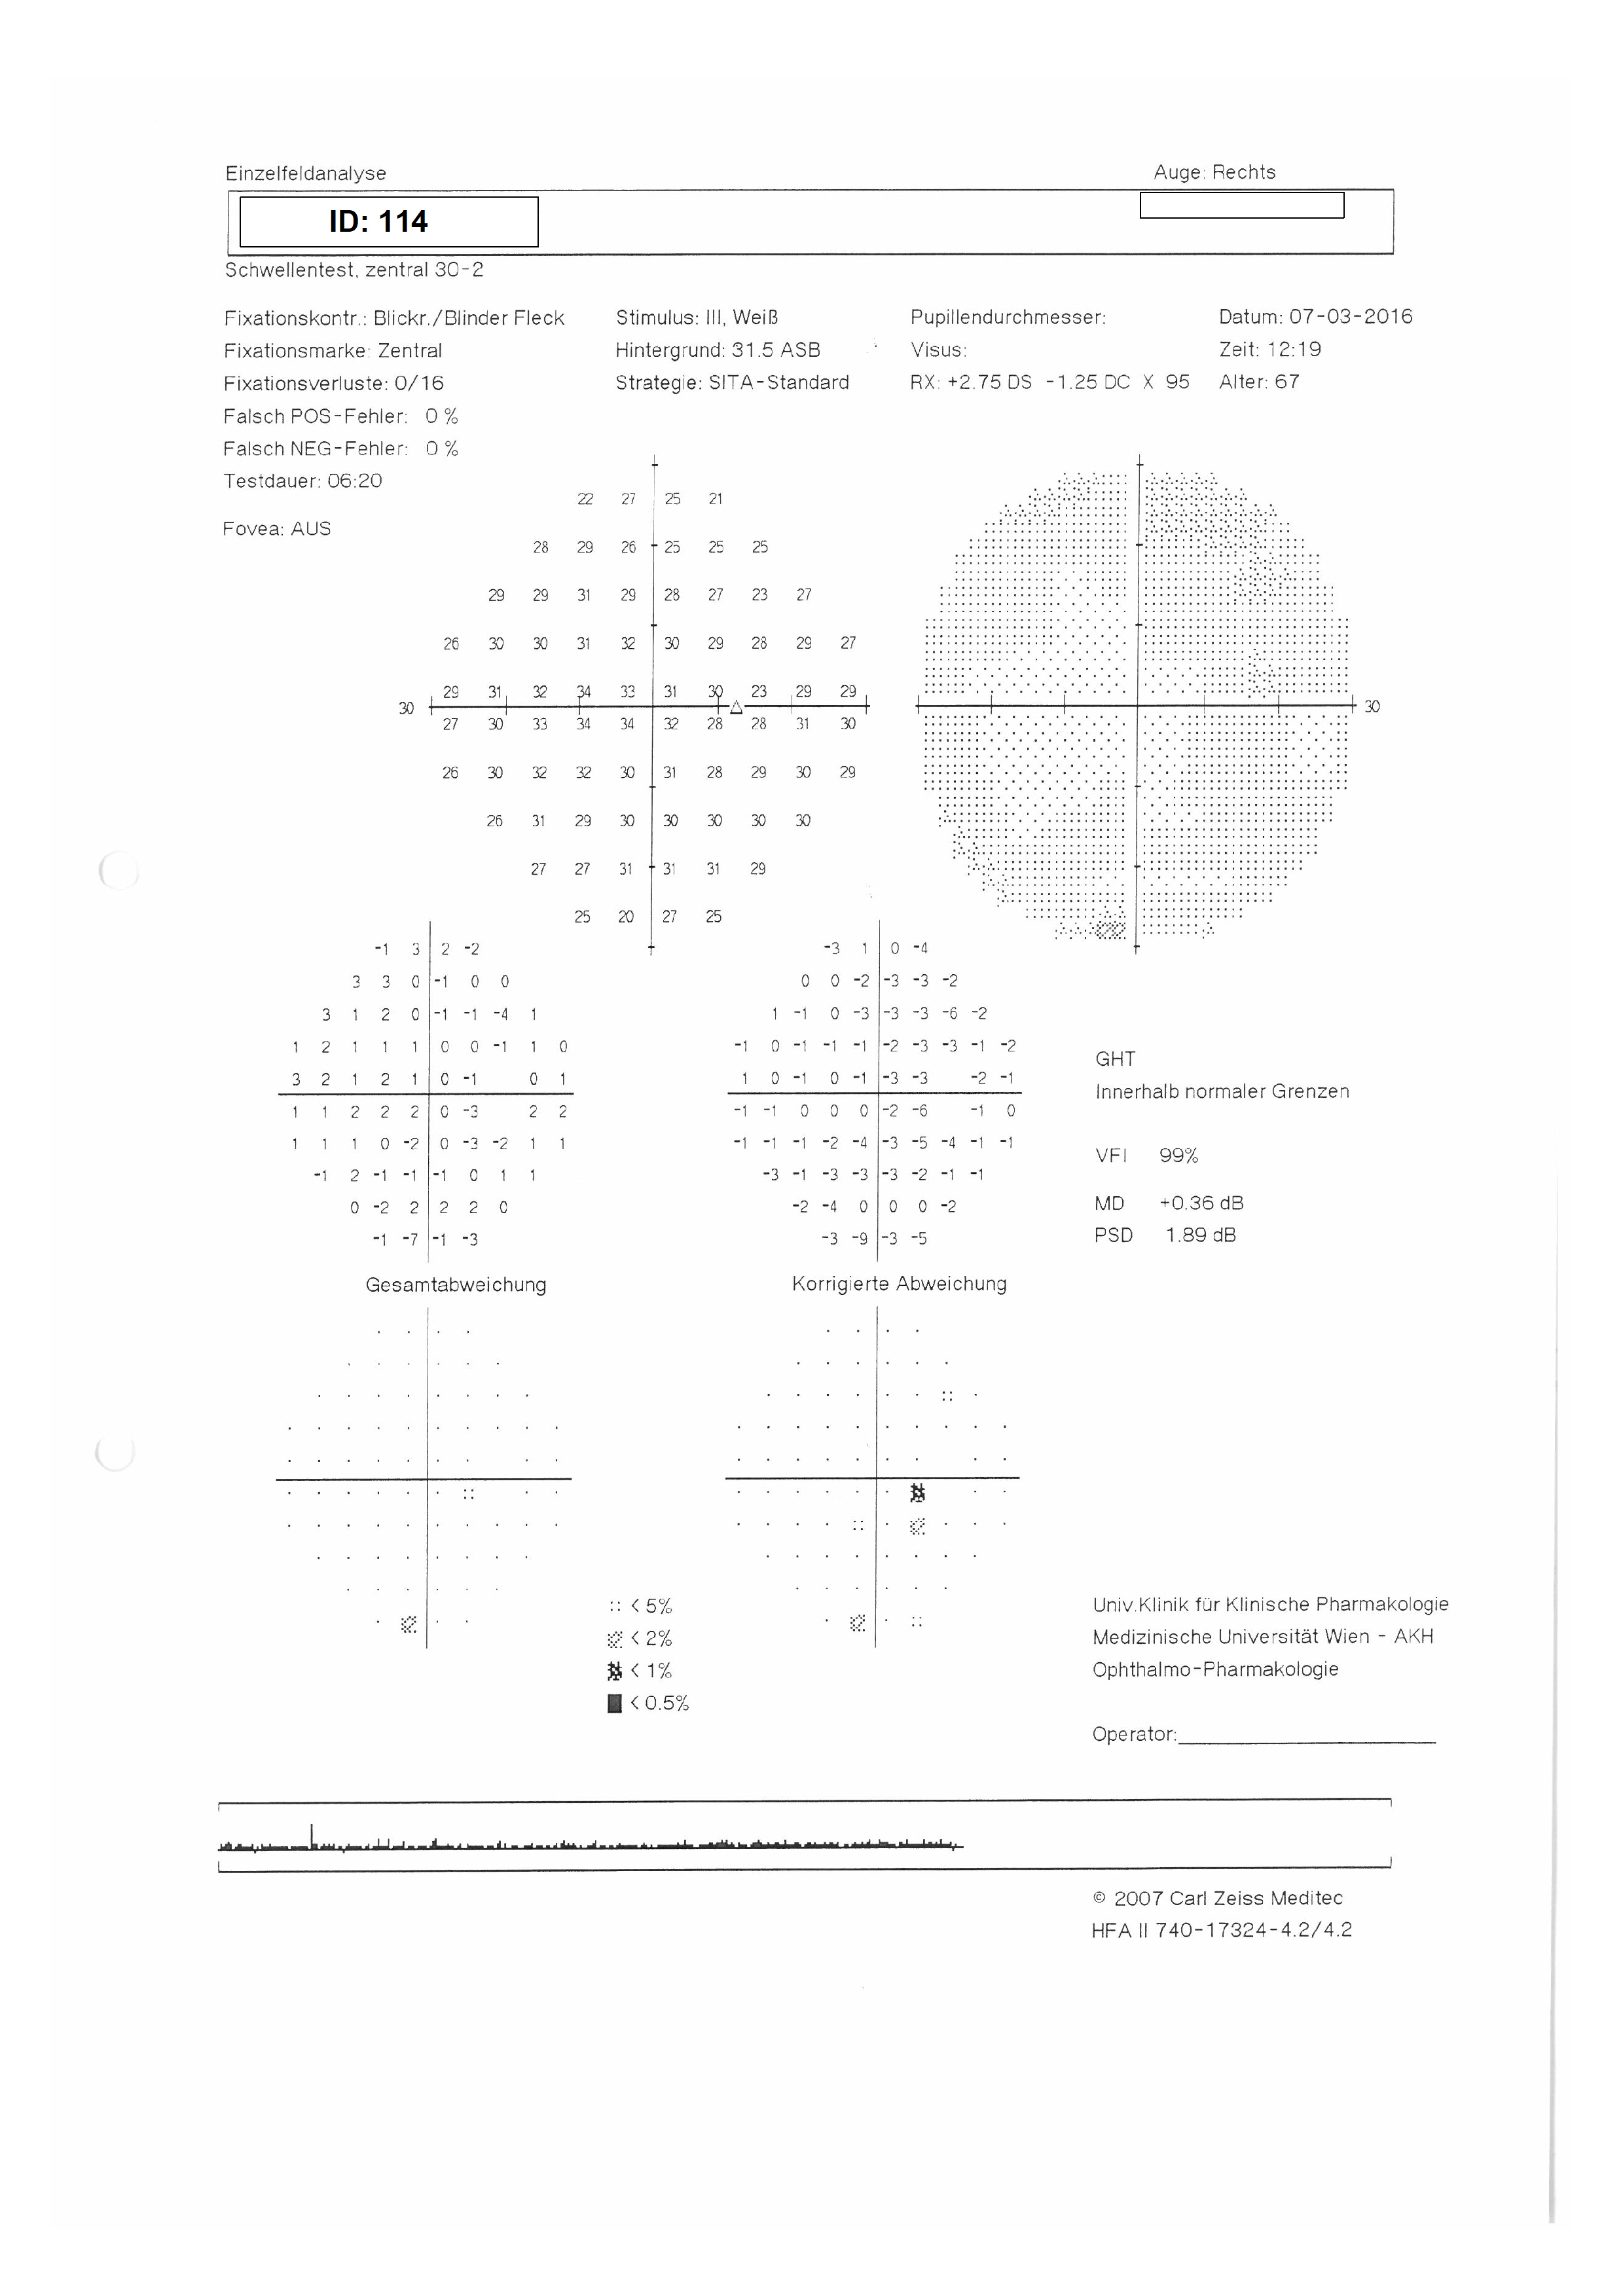 Einzelfeldanalyse
Auge: Rechts
ID: 114
Schwellentest, zentral 30-2
Fixationskontr.: Blickr./Blinder Fleck
Fixationsmarke: Zentral
Fixationsverluste: 0/16
Falsch POS-Fehler: 0 %
Falsch NEG-Fehler: 0 %
Testdauer: 06:20
Fovea: AUS
Stimulus: III, Weiß
Hintergrund: 31.5 ASB
Strategie: SITA-Standard
Pupillendurchmesser:
Visus:
RX: +2.75 DS -1.25 DC X 95
Datum: 07-03-2016
Zeit: 12:19
Alter: 67
22 27 25 21
28 29 26 25 25 25
29 29 31 29 28 27 23 27
26 30 30 31 32 30 29 28 29 27
29 31 32 34 33 31 30 23 29 29
30
27 30 33 34 34 32 28 28 31 30
26 30 32 32 30 31 28 29 30 29
26 31 29 30 30 30 30 30
27 27 31 31 31 29
25 20 27 25
30
-1 3 2 -2
3 3 0 -1 0 0
3 1 2 0 -1 -1 -4 1
1 2 1 1 1 0 0 -1 1 0
3 2 1 2 1 0 -1 0 1
1 1 2 2 2 0 -3 2 2
1 1 1 0 -2 0 -3 -2 1 1
-1 2 -1 -1 -1 0 1 1
0 -2 2 2 2 0
-1 -7 -1 -3
Gesamtabweichung
-3 1 0 -4
0 0 -2 -3 -3 -2
1 -1 0 -3 -3 -3 -6 -2
-1 0 -1 -1 -1 -2 -3 -3 -1 -2
1 0 -1 0 -1 -3 -3 -2 -1
-1 -1 0 0 0 -2 -6 -1 0
-1 -1 -1 -2 -4 -3 -5 -4 -1 -1
-3 -1 -3 -3 -3 -2 -1 -1
-2 -4 0 0 0 -2
-3 -9 -3 -5
Korrigierte Abweichung
GHT
Innerhalb normaler Grenzen
VFI 99%
MD +0.36 dB
PSD 1.89 dB
< 5%
< 2%
< 1%
< 0.5%
Univ.Klinik für Klinische Pharmakologie
Medizinische Universität Wien - AKH
Ophthalmo-Pharmakologie
Operator:
© 2007 Carl Zeiss Meditec
HFA II 740-17324-4.2/4.2